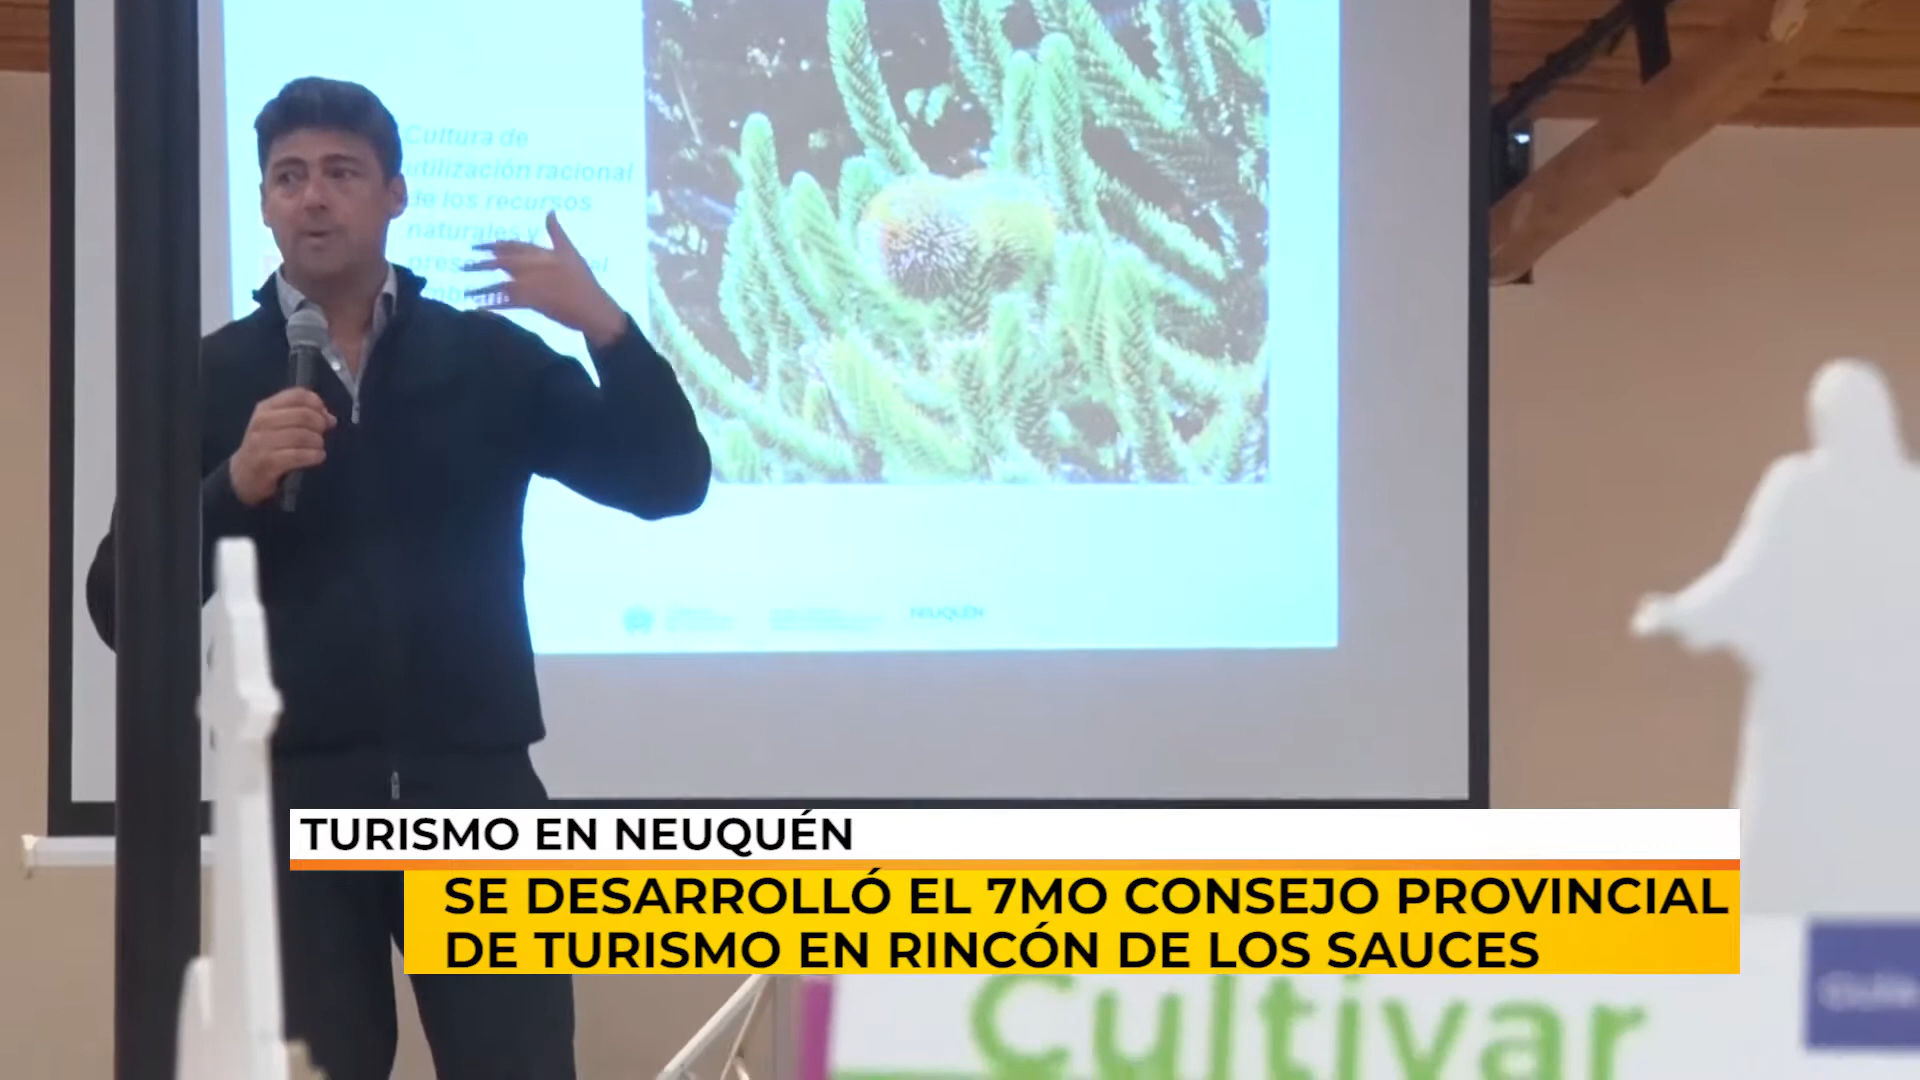 Cultura de
utilización racional
de los recursos
naturales y
NEUQUÉN
TURISMO EN NEUQUÉN
SE DESARROLLÓ EL 7MO CONSEJO PROVINCIAL
DE TURISMO EN RINCÓN DE LOS SAUCES
Cultivar